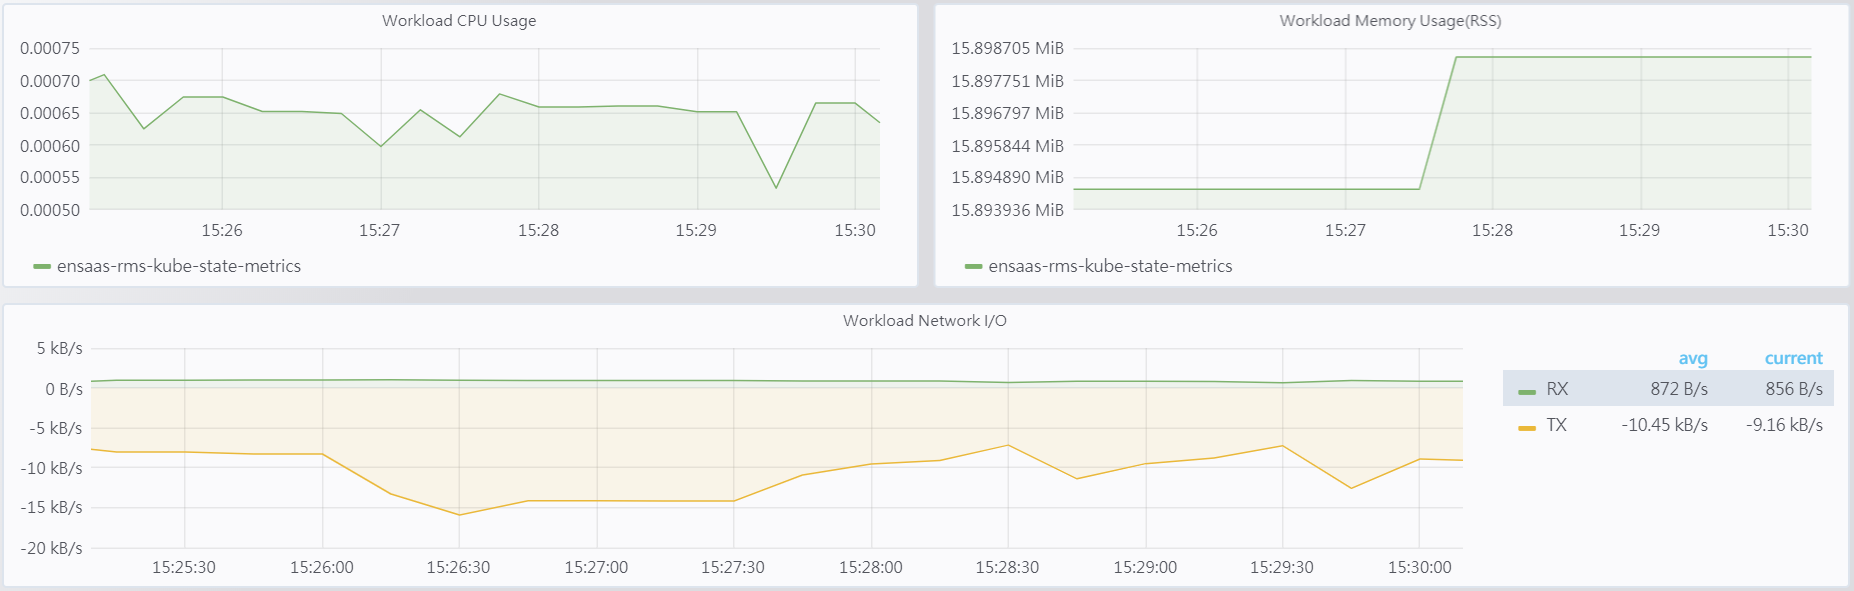 Workload CPU Usage
0.00075
0.00070
0.00065
0.00060
0.00055
0.00050
15:26 15:27 15:28 15:29 15:30
ensaas-rms-kube-state-metrics
Workload Memory Usage(RSS)
15.898705 MiB
15.897751 MiB
15.896797 MiB
15.895844 MiB
15.894890 MiB
15.893936 MiB
15:26 15:27 15:28 15:29 15:30
ensaas-rms-kube-state-metrics
Workload Network I/O
5 kB/s
0 B/s
-5 kB/s
-10 kB/s
-15 kB/s
-20 kB/s
15:25:30 15:26:00 15:26:30 15:27:00 15:27:30 15:28:00 15:28:30 15:29:00 15:29:30 15:30:00
avg current
RX 872 B/s 856 B/s
TX -10.45 kB/s -9.16 kB/s